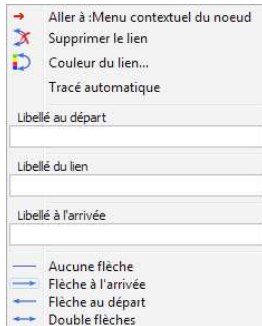 Aller à :Menu contextuel du noeud
Supprimer le lien
Couleur du lien...
Tracé automatique
Libellé au départ
Libellé du lien
Libellé à l'arrivée
Aucune flèche
Flèche à l'arrivée
Flèche au départ
Double flèches